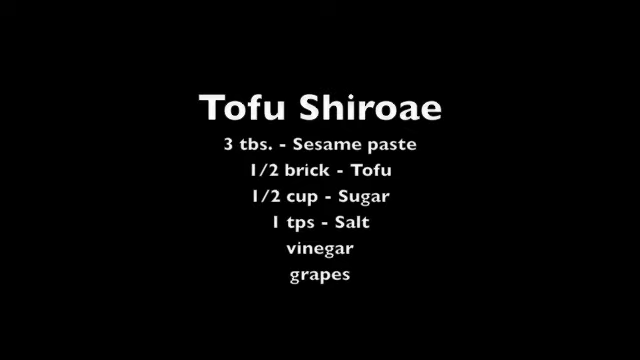 Tofu Shiroae
3 tbs. - Sesame paste
1/2 brick - Tofu
1/2 cup - Sugar
1 tps - Salt
vinegar
grapes